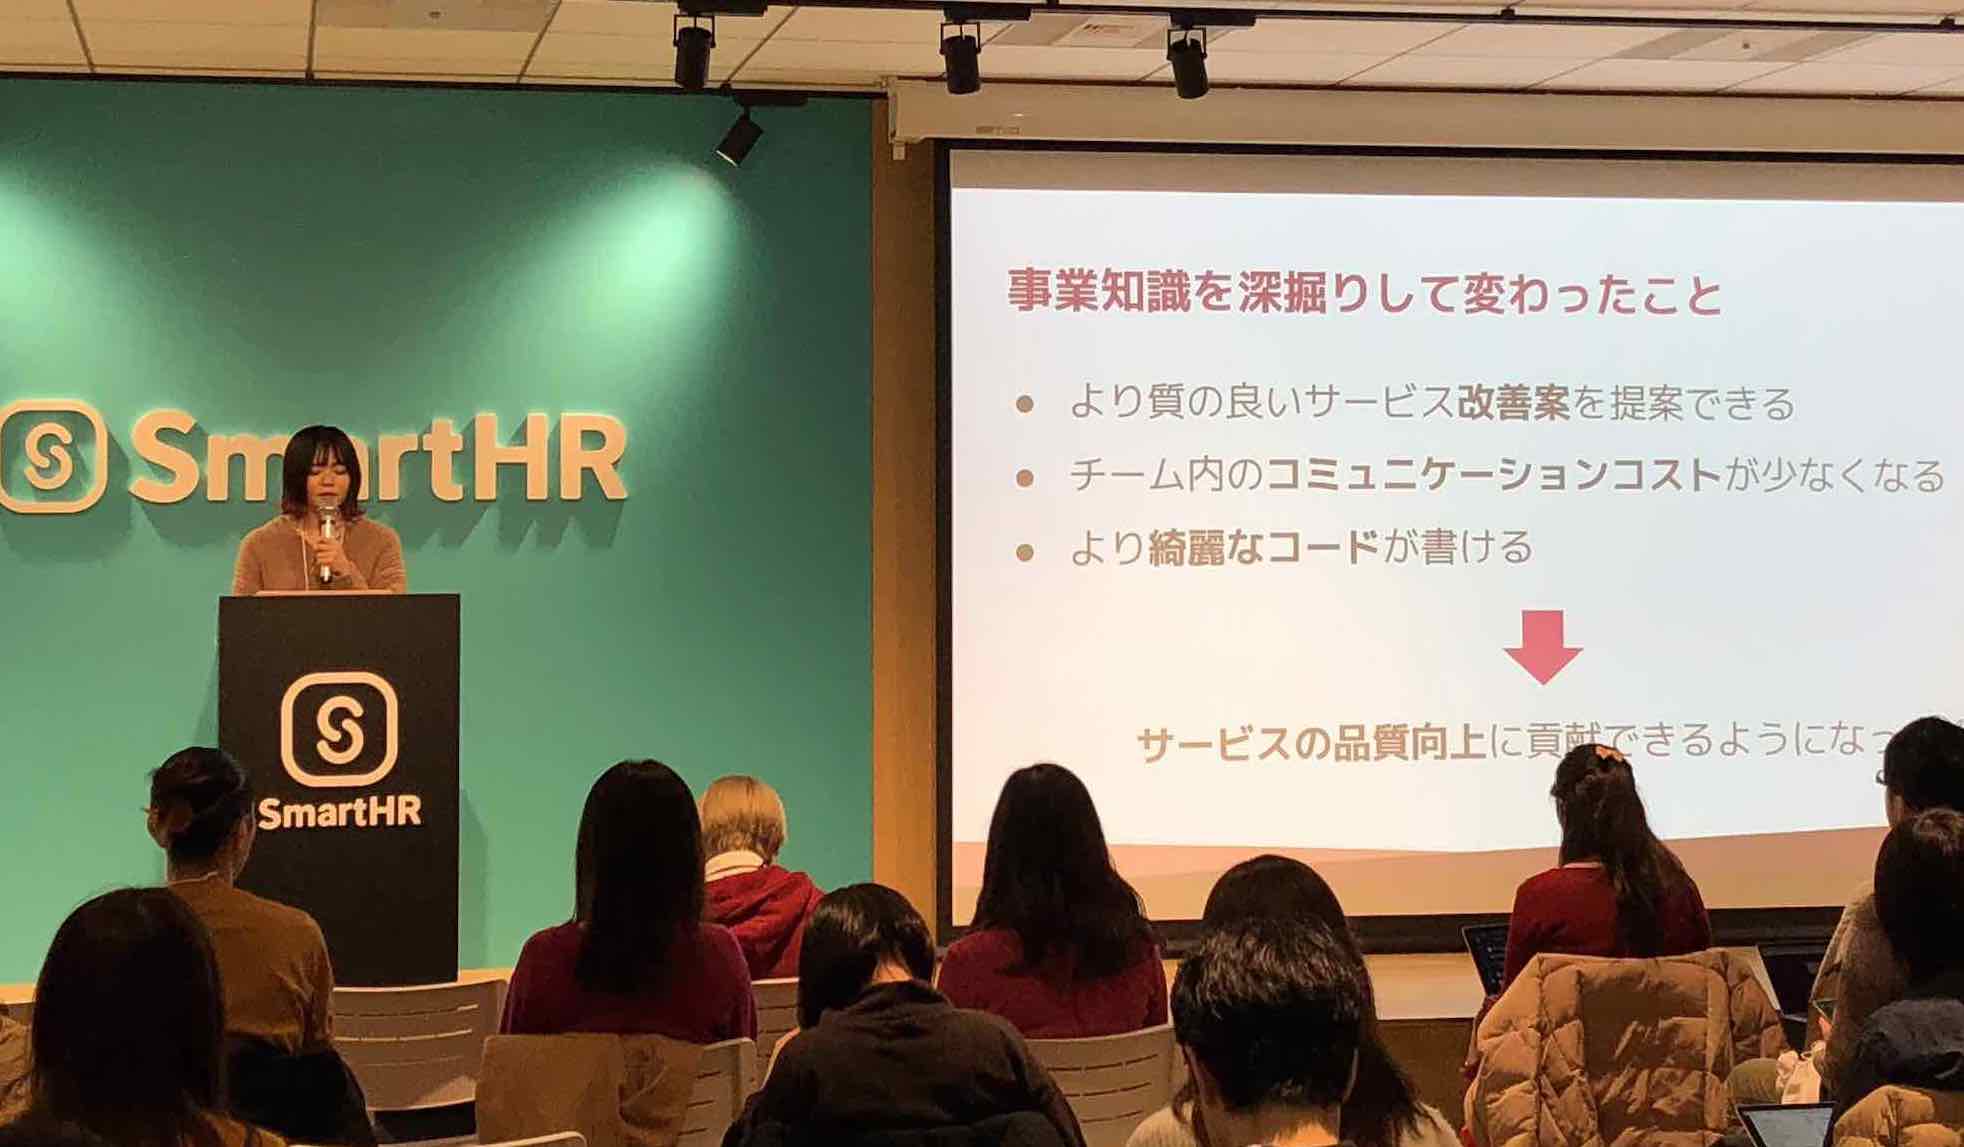 SmartHR
SmartHR
事業知識を深掘りして変わったこと
● より質の良いサービス改善案を提案できる
● チーム内のコミュニケーションコストが少なくなる
● より綺麗なコードが書ける
サービスの品質向上に貢献できるようになっ